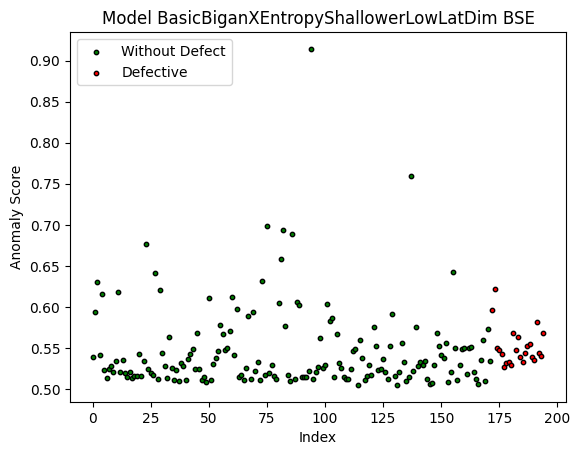 Model BasicBiganXEntropyShallowerLowLatDim BSE
Without Defect
Defective
Anomaly Score
0.90
0.85
0.80
0.75
0.70
0.65
0.60
0.55
0.50
0 25 50 75 100 125 150 175 200
Index